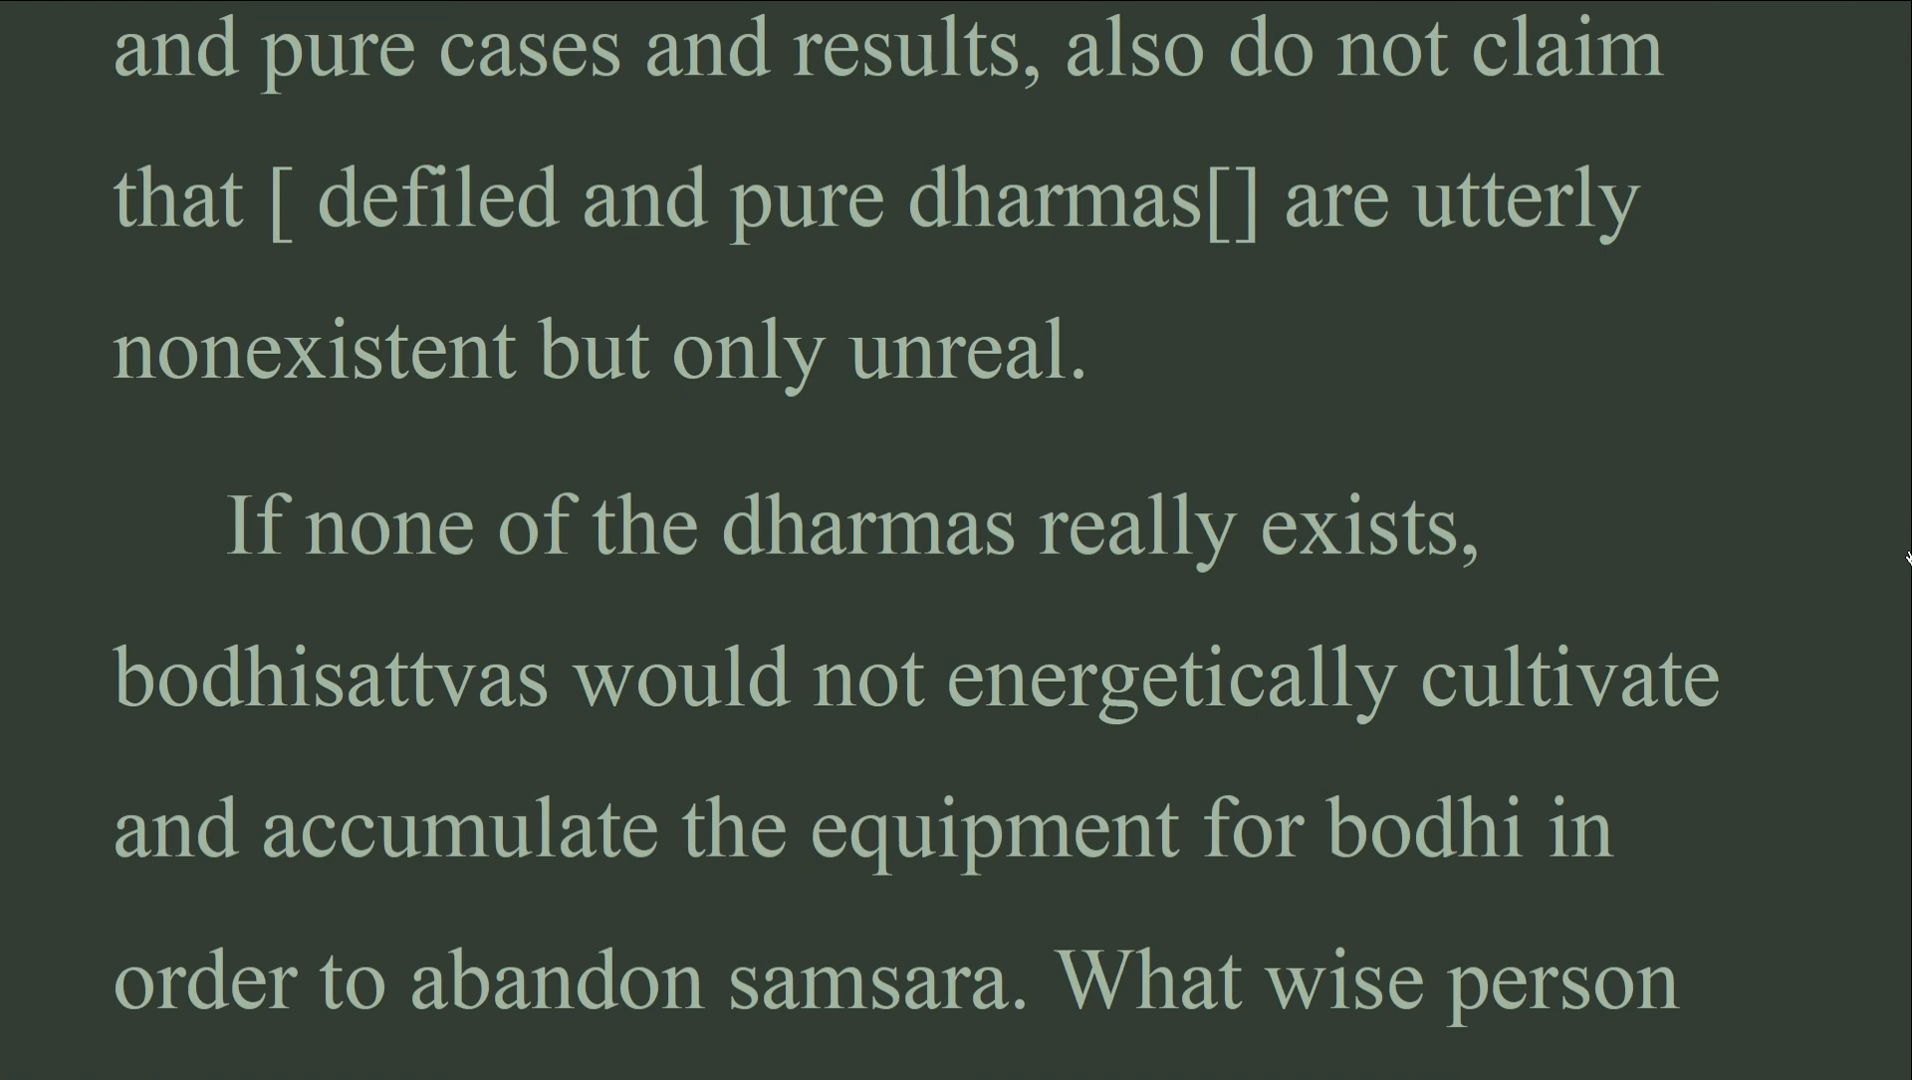 and pure cases and results, also do not claim
that [ defiled and pure dharmas[] are utterly
nonexistent but only unreal.
If none of the dharmas really exists,
bodhisattvas would not energetically cultivate
and accumulate the equipment for bodhi in
order to abandon samsara. What wise person